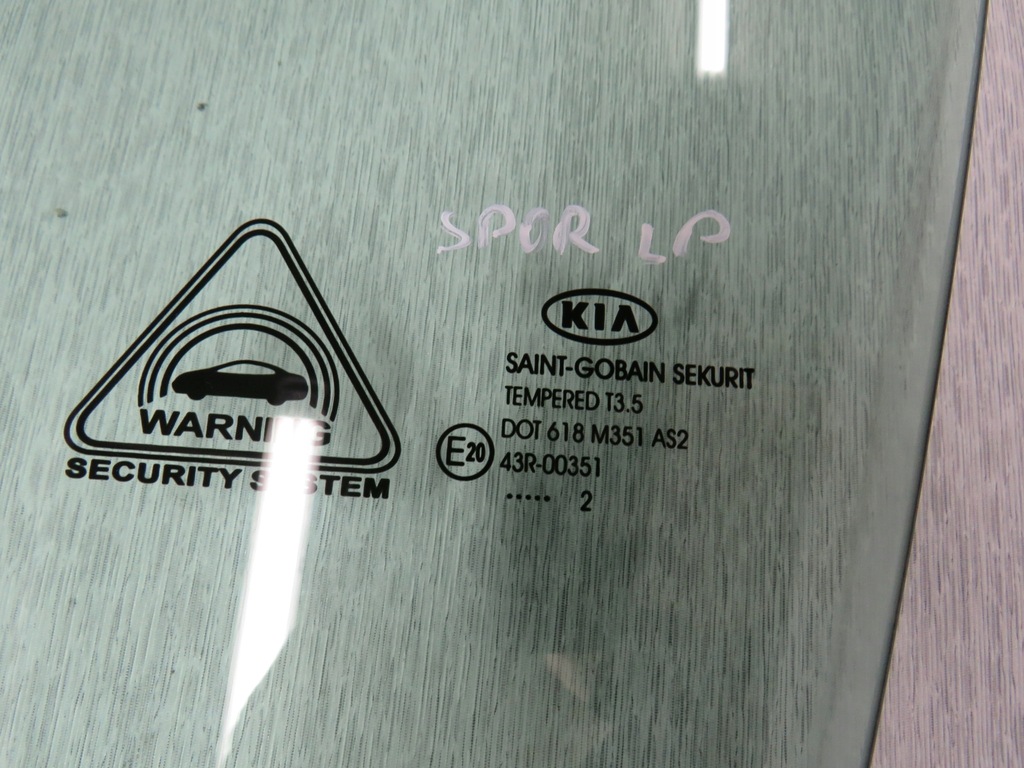 SPOR LP
KIA
SAINT-GOBAIN SEKURIT
TEMPERED T3.5
DOT 618 M351 AS2
E20 43R-00351
..... 2
WARNING
SECURITY SYSTEM